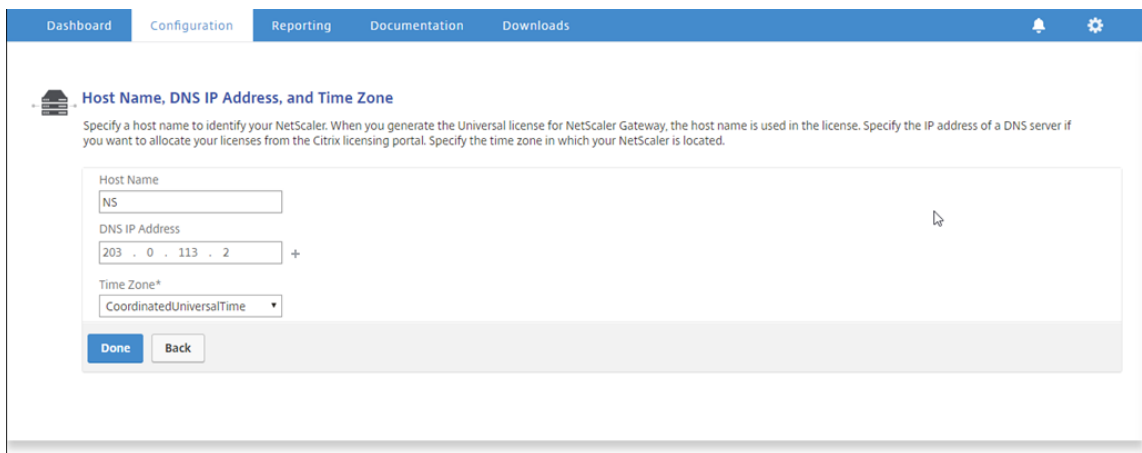 Dashboard Configuration Reporting Documentation Downloads
Host Name, DNS IP Address, and Time Zone
Specify a host name to identify your NetScaler. When you generate the Universal license for NetScaler Gateway, the host name is used in the license. Specify the IP address of a DNS server if
you want to allocate your licenses from the Citrix licensing portal. Specify the time zone in which your NetScaler is located.
Host Name
NS
DNS IP Address
203 . 0 . 113 . 2 +
Time Zone*
CoordinatedUniversalTime
Done Back